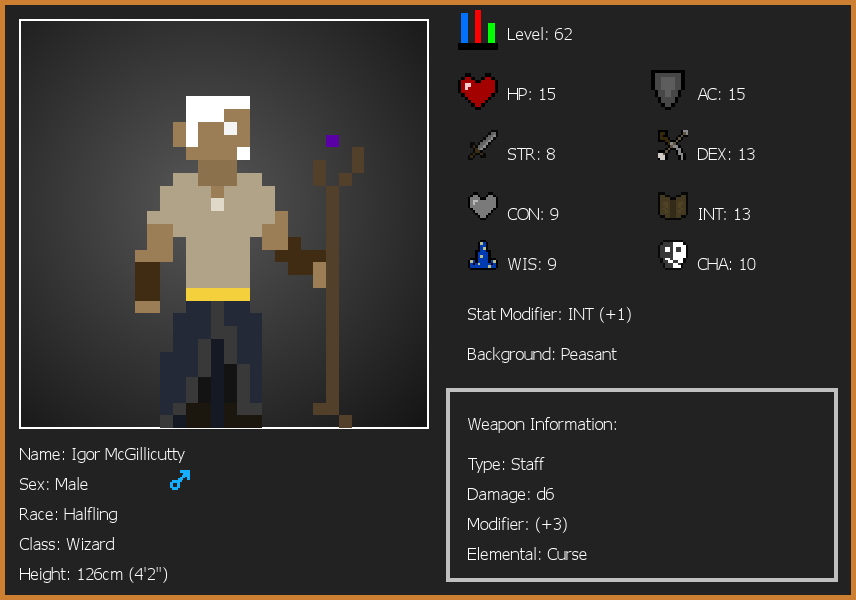 Level: 62
HP: 15
AC: 15
STR: 8
DEX: 13
CON: 9
INT: 13
WIS: 9
CHA: 10
Stat Modifier: INT (+1)
Background: Peasant
Weapon Information:
Type: Staff
Damage: d6
Modifier: (+3)
Elemental: Curse
Name: Igor McGillicutty
Sex: Male
Race: Halfling
Class: Wizard
Height: 126cm (4'2")